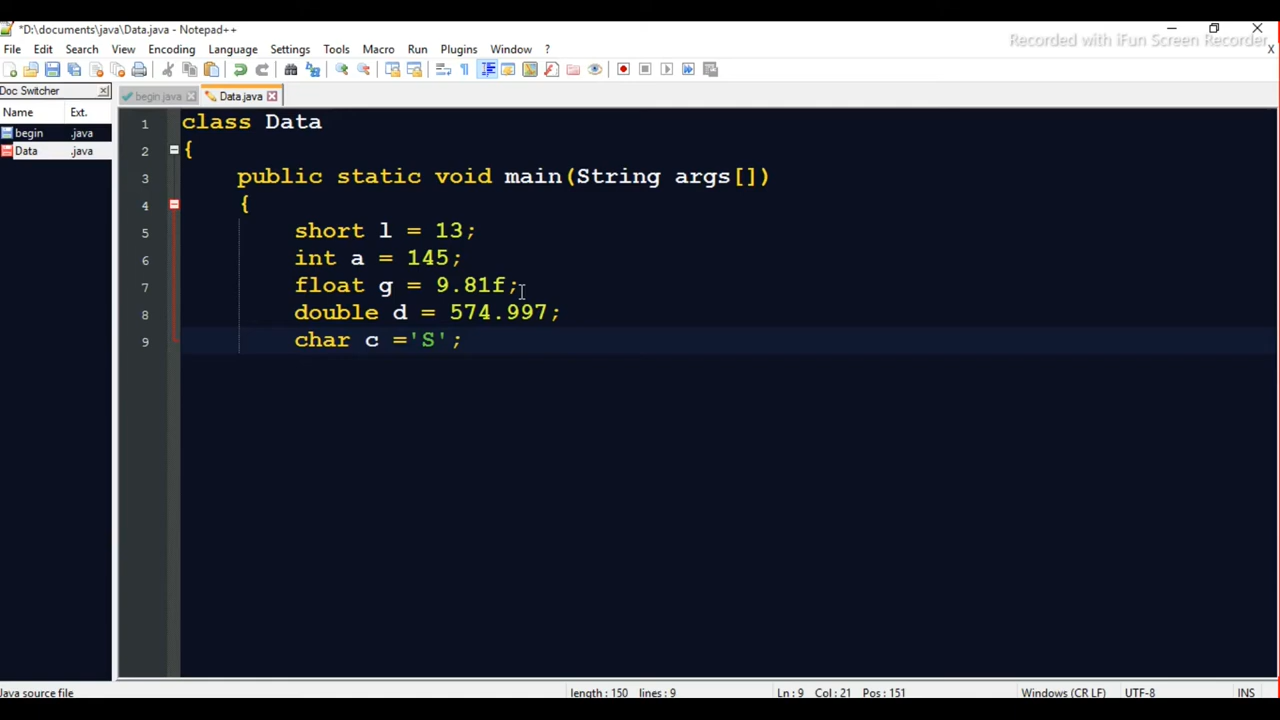 *D:\documents\java\Data.java - Notepad++
Recorded with iFun Screen Recorder
File Edit Search View Encoding Language Settings Tools Macro Run Plugins Window ? X
Doc Switcher
begin.java Data.java
Name Ext.
begin .java
Data .java
1 class Data
2 {
3 public static void main(String args[])
4 {
5 short l = 13;
6 int a = 145;
7 float g = 9.81f;
8 double d = 574.997;
9 char c ='S';
Java source file length : 150 lines : 9 Ln : 9 Col : 21 Pos : 151 Windows (CR LF) UTF-8 INS